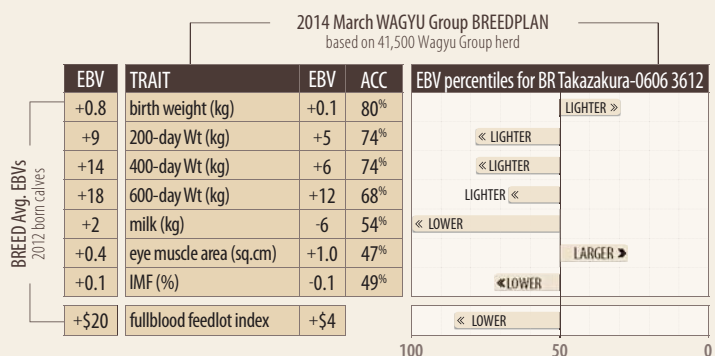 2014 March WAGYU Group BREEDPLAN
based on 41,500 Wagyu Group herd
EBV TRAIT EBV ACC EBV percentiles for BR Takazakura-0606 3612
+0.8 birth weight (kg) +0.1 80% LIGHTER »
+9 200-day Wt (kg) +5 74% « LIGHTER
+14 400-day Wt (kg) +6 74% « LIGHTER
+18 600-day Wt (kg) +12 68% LIGHTER «
+2 milk (kg) -6 54% « LOWER
+0.4 eye muscle area (sq.cm) +1.0 47% LARGER »
+0.1 IMF (%) -0.1 49% « LOWER
+$20 fullblood feedlot index +$4 « LOWER
100 50 0
BREED Avg. EBVs
2012 born calves